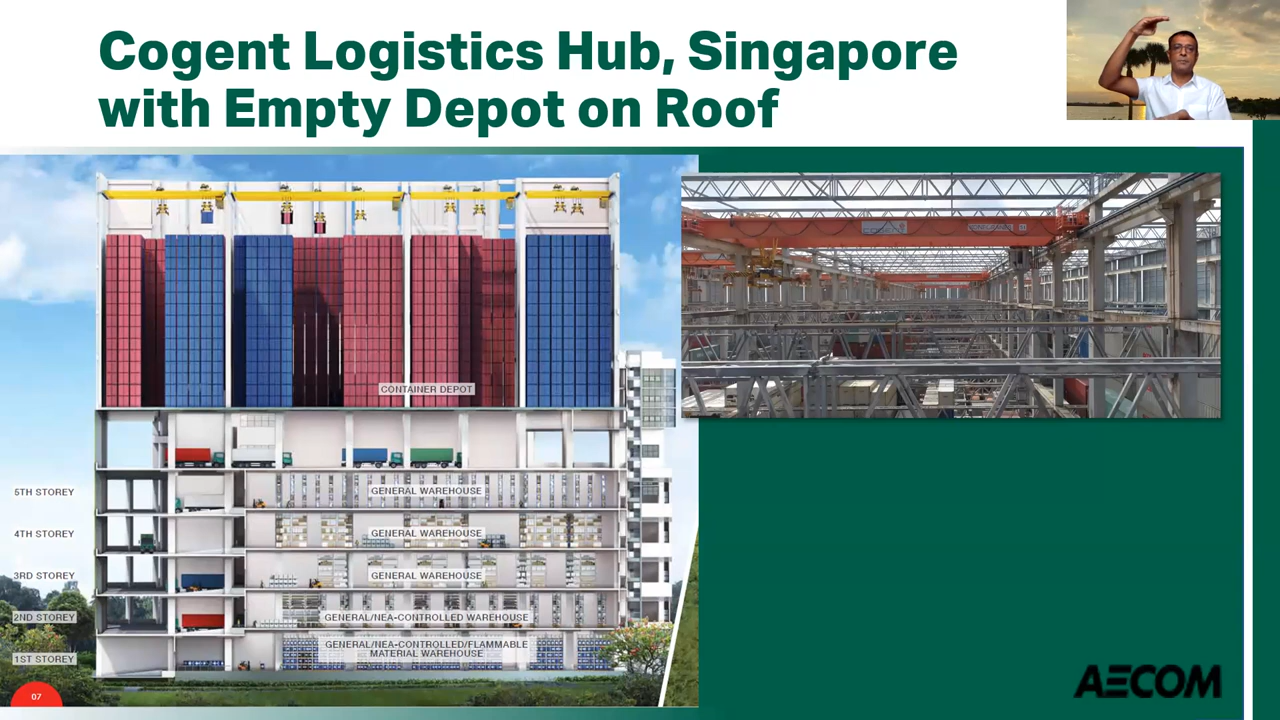 Cogent Logistics Hub, Singapore
with Empty Depot on Roof
CONTAINER DEPOT
5TH STOREY
GENERAL WAREHOUSE
4TH STOREY
GENERAL WAREHOUSE
3RD STOREY
GENERAL WAREHOUSE
2ND STOREY
GENERAL/NEA-CONTROLLED WAREHOUSE
1ST STOREY
GENERAL/NEA-CONTROLLED/FLAMMABLE
MATERIAL WAREHOUSE
07
AECOM